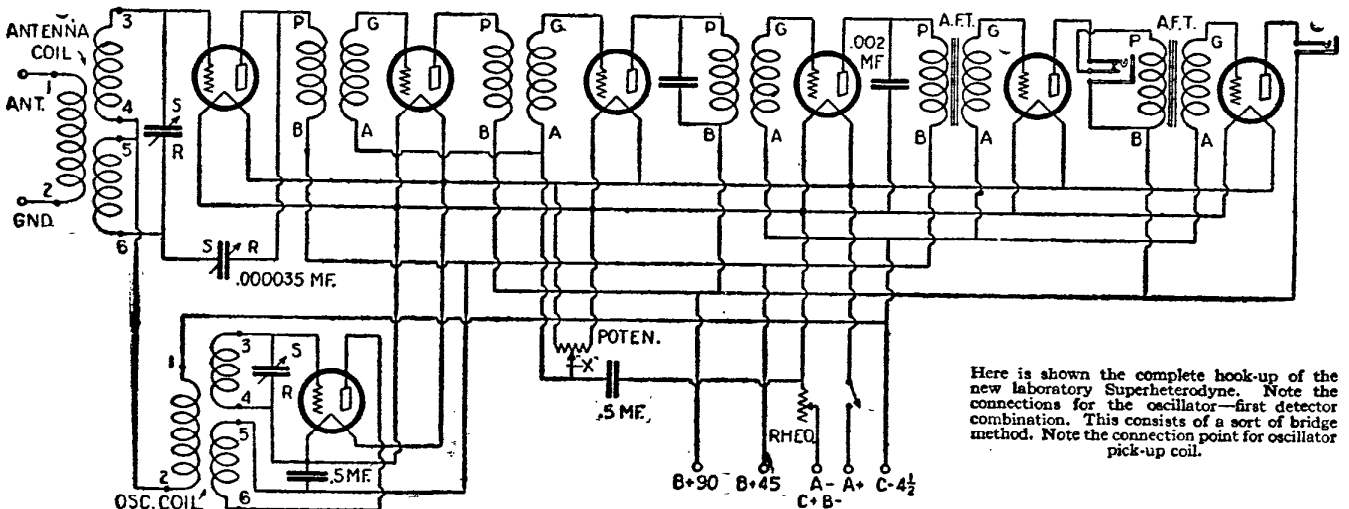 3
ANTENNA
COIL
ANT.
1
4
5
S
R
2
GND.
6
S R
.000035 MF.
P G
B A
P G
B A
P G
B A
.002
MF
A.F.T.
P G
B A
A.F.T.
P G
B A
POTEN.
"X"
.5 MF.
RHEO.
1
3
S
4
R
5
2
.5 MF.
6
OSC. COIL
B+90 B+45 A- A+ C-4½
C+ B-
Here is shown the complete hook-up of the
new laboratory Superheterodyne. Note the
connections for the oscillator—first detector
combination. This consists of a sort of bridge
method. Note the connection point for oscillator
pick-up coil.